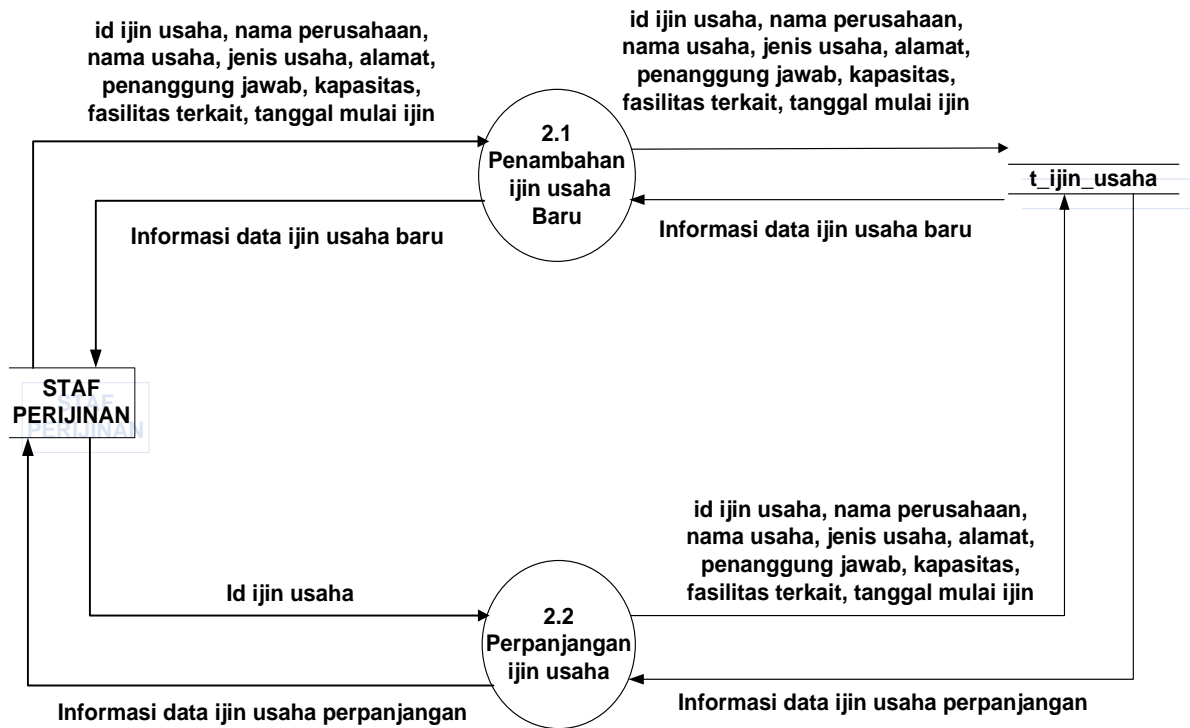 id ijin usaha, nama perusahaan,
nama usaha, jenis usaha, alamat,
penanggung jawab, kapasitas,
fasilitas terkait, tanggal mulai ijin
id ijin usaha, nama perusahaan,
nama usaha, jenis usaha, alamat,
penanggung jawab, kapasitas,
fasilitas terkait, tanggal mulai ijin
2.1
Penambahan
ijin usaha
Baru
t_ijin_usaha
Informasi data ijin usaha baru
Informasi data ijin usaha baru
STAF
PERIJINAN
STAF
PERIJINAN
id ijin usaha, nama perusahaan,
nama usaha, jenis usaha, alamat,
penanggung jawab, kapasitas,
fasilitas terkait, tanggal mulai ijin
Id ijin usaha
2.2
Perpanjangan
ijin usaha
Informasi data ijin usaha perpanjangan
Informasi data ijin usaha perpanjangan